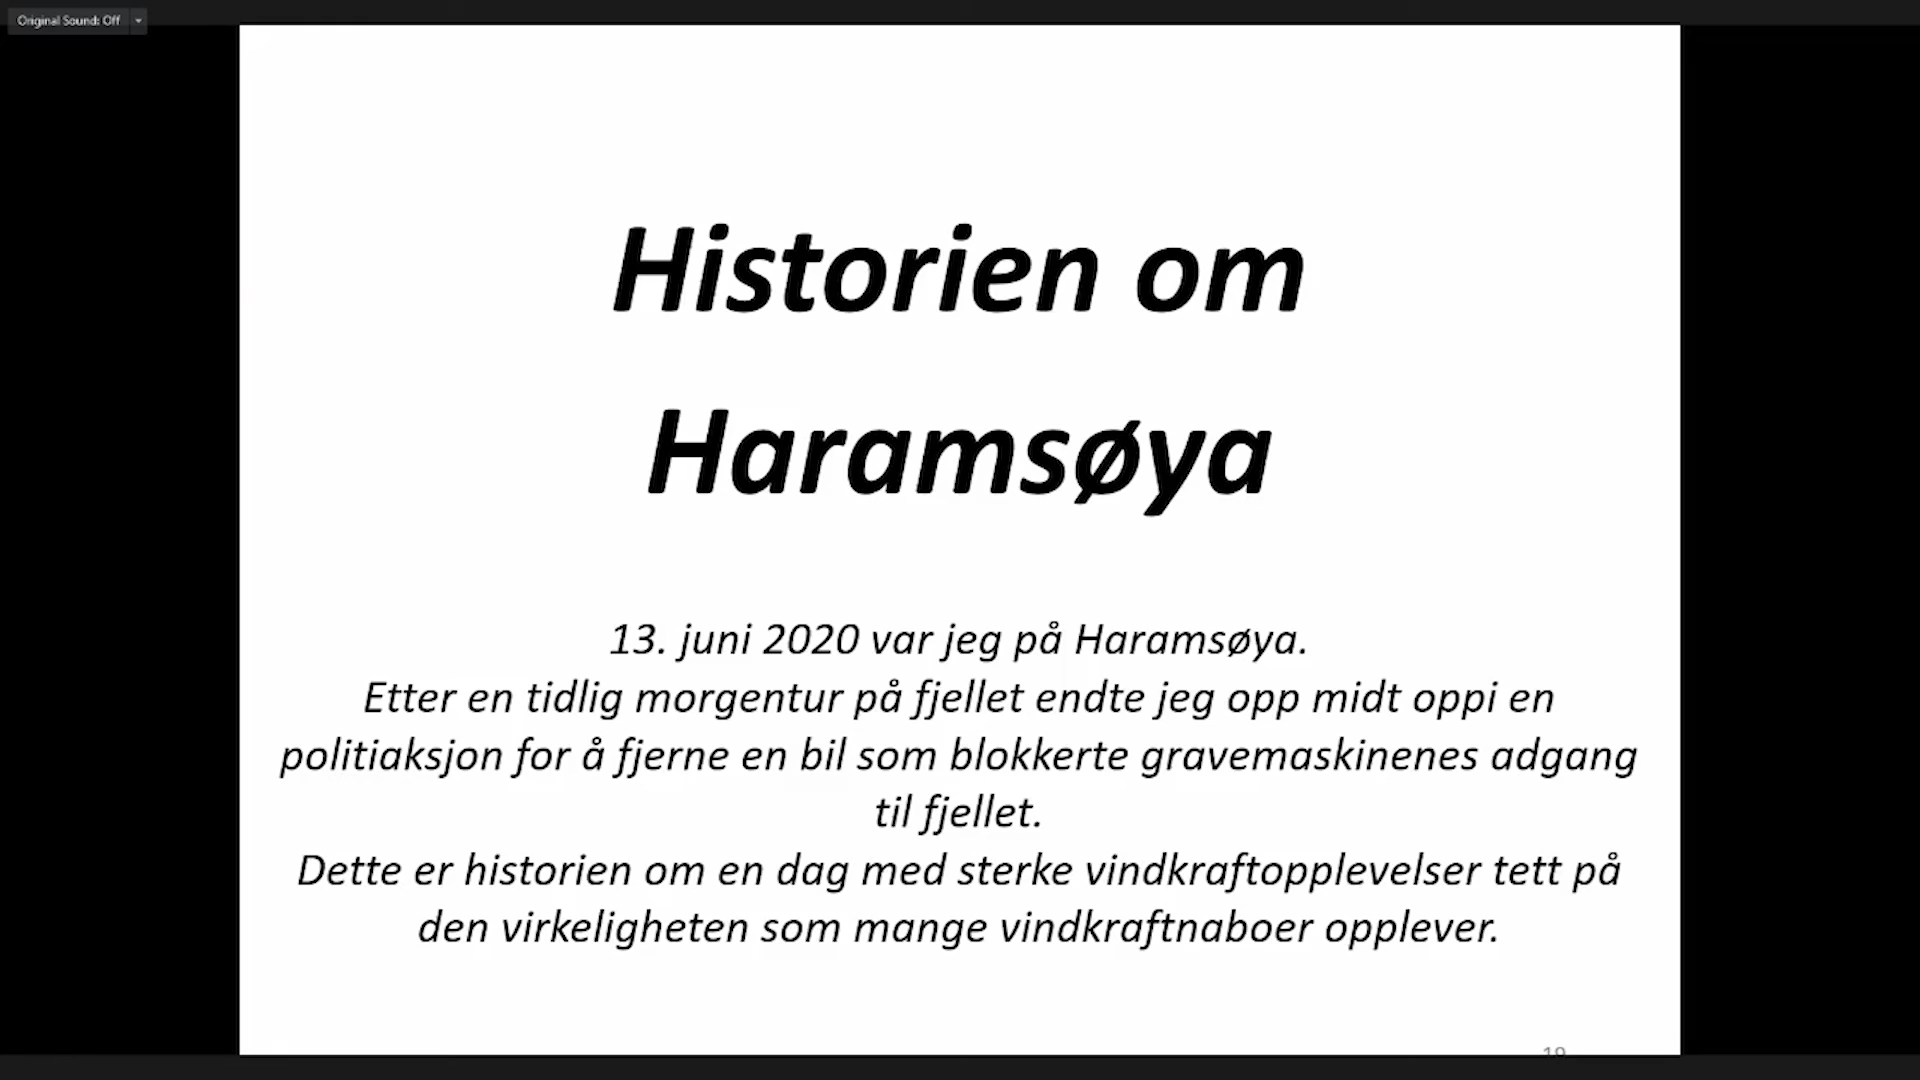 Original Sound: Off
Historien om
Haramsøya
13. juni 2020 var jeg på Haramsøya.
Etter en tidlig morgentur på fjellet endte jeg opp midt oppi en
politiaksjon for å fjerne en bil som blokkerte gravemaskinenes adgang
til fjellet.
Dette er historien om en dag med sterke vindkraftopplevelser tett på
den virkeligheten som mange vindkraftnaboer opplever.